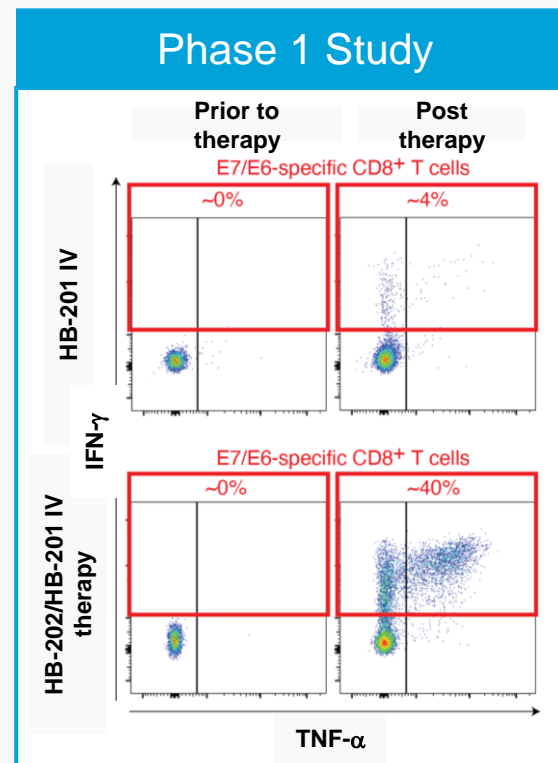 Phase 1 Study
Prior to
therapy
Post
therapy
E7/E6-specific CD8+ T cells
~0%
~4%
HB-201 IV
IFN-γ
E7/E6-specific CD8+ T cells
~0%
~40%
HB-202/HB-201 IV
therapy
TNF-α